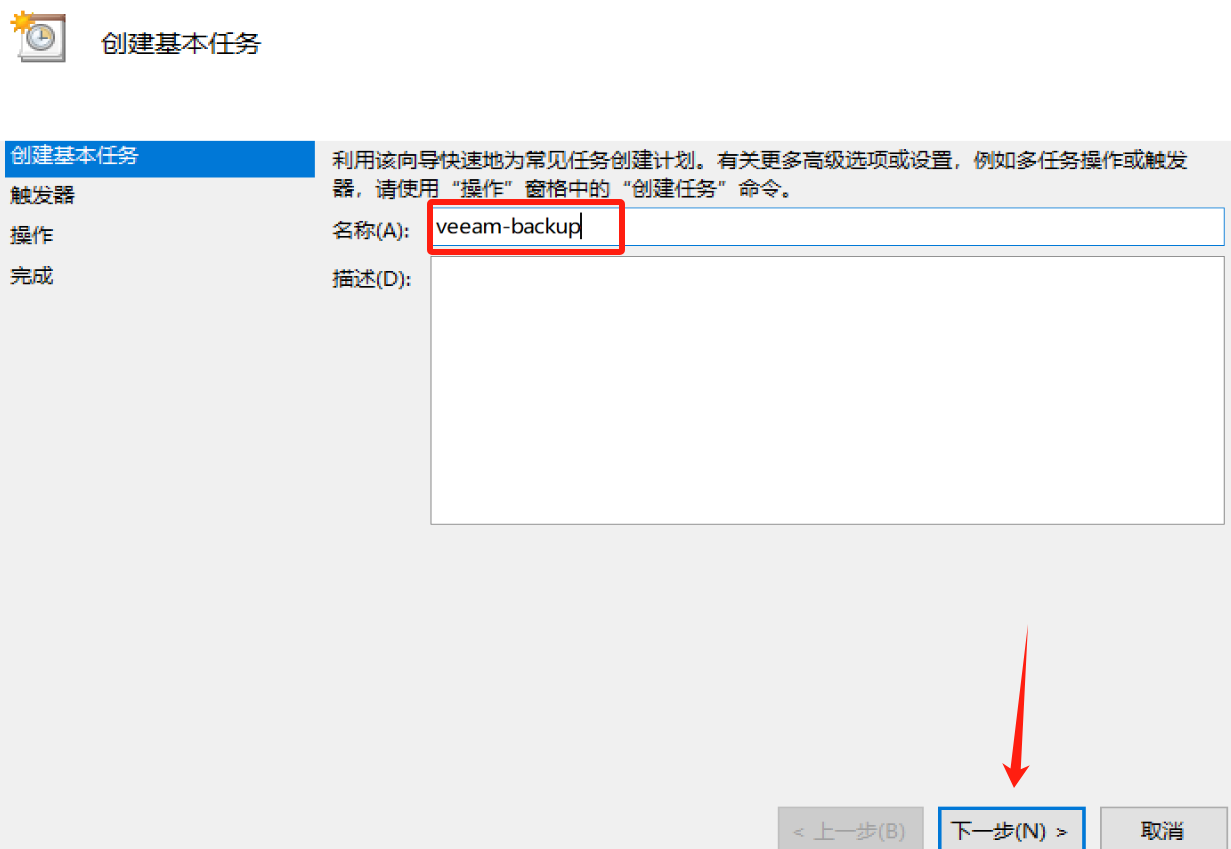 创建基本任务
创建基本任务
触发器
操作
完成
利用该向导快速地为常见任务创建计划。有关更多高级选项或设置，例如多任务操作或触发
器，请使用“操作”窗格中的“创建任务”命令。
名称(A):
veeam-backup
描述(D):
< 上一步(B)
下一步(N) >
取消